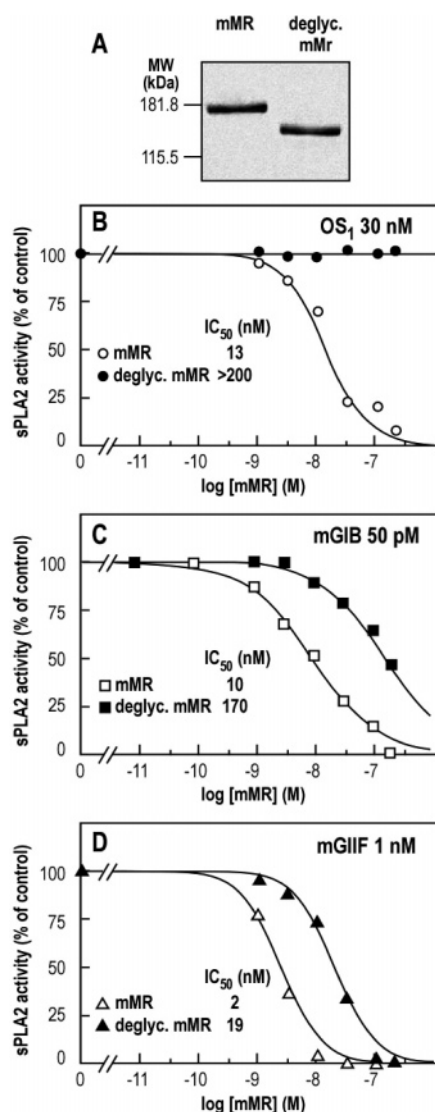 A
mMR
deglyc.
mMr
MW
(kDa)
181.8
115.5
B
OS1 30 nM
sPLA2 activity (% of control)
100
75
50
25
0
IC50 (nM)
mMR 13
deglyc. mMR >200
0 -11 -10 -9 -8 -7
log [mMR] (M)
C
mGIB 50 pM
sPLA2 activity (% of control)
100
75
50
25
0
IC50 (nM)
mMR 10
deglyc. mMR 170
0 -11 -10 -9 -8 -7
log [mMR] (M)
D
mGIIF 1 nM
sPLA2 activity (% of control)
100
75
50
25
0
IC50 (nM)
mMR 2
deglyc. mMR 19
0 -11 -10 -9 -8 -7
log [mMR] (M)